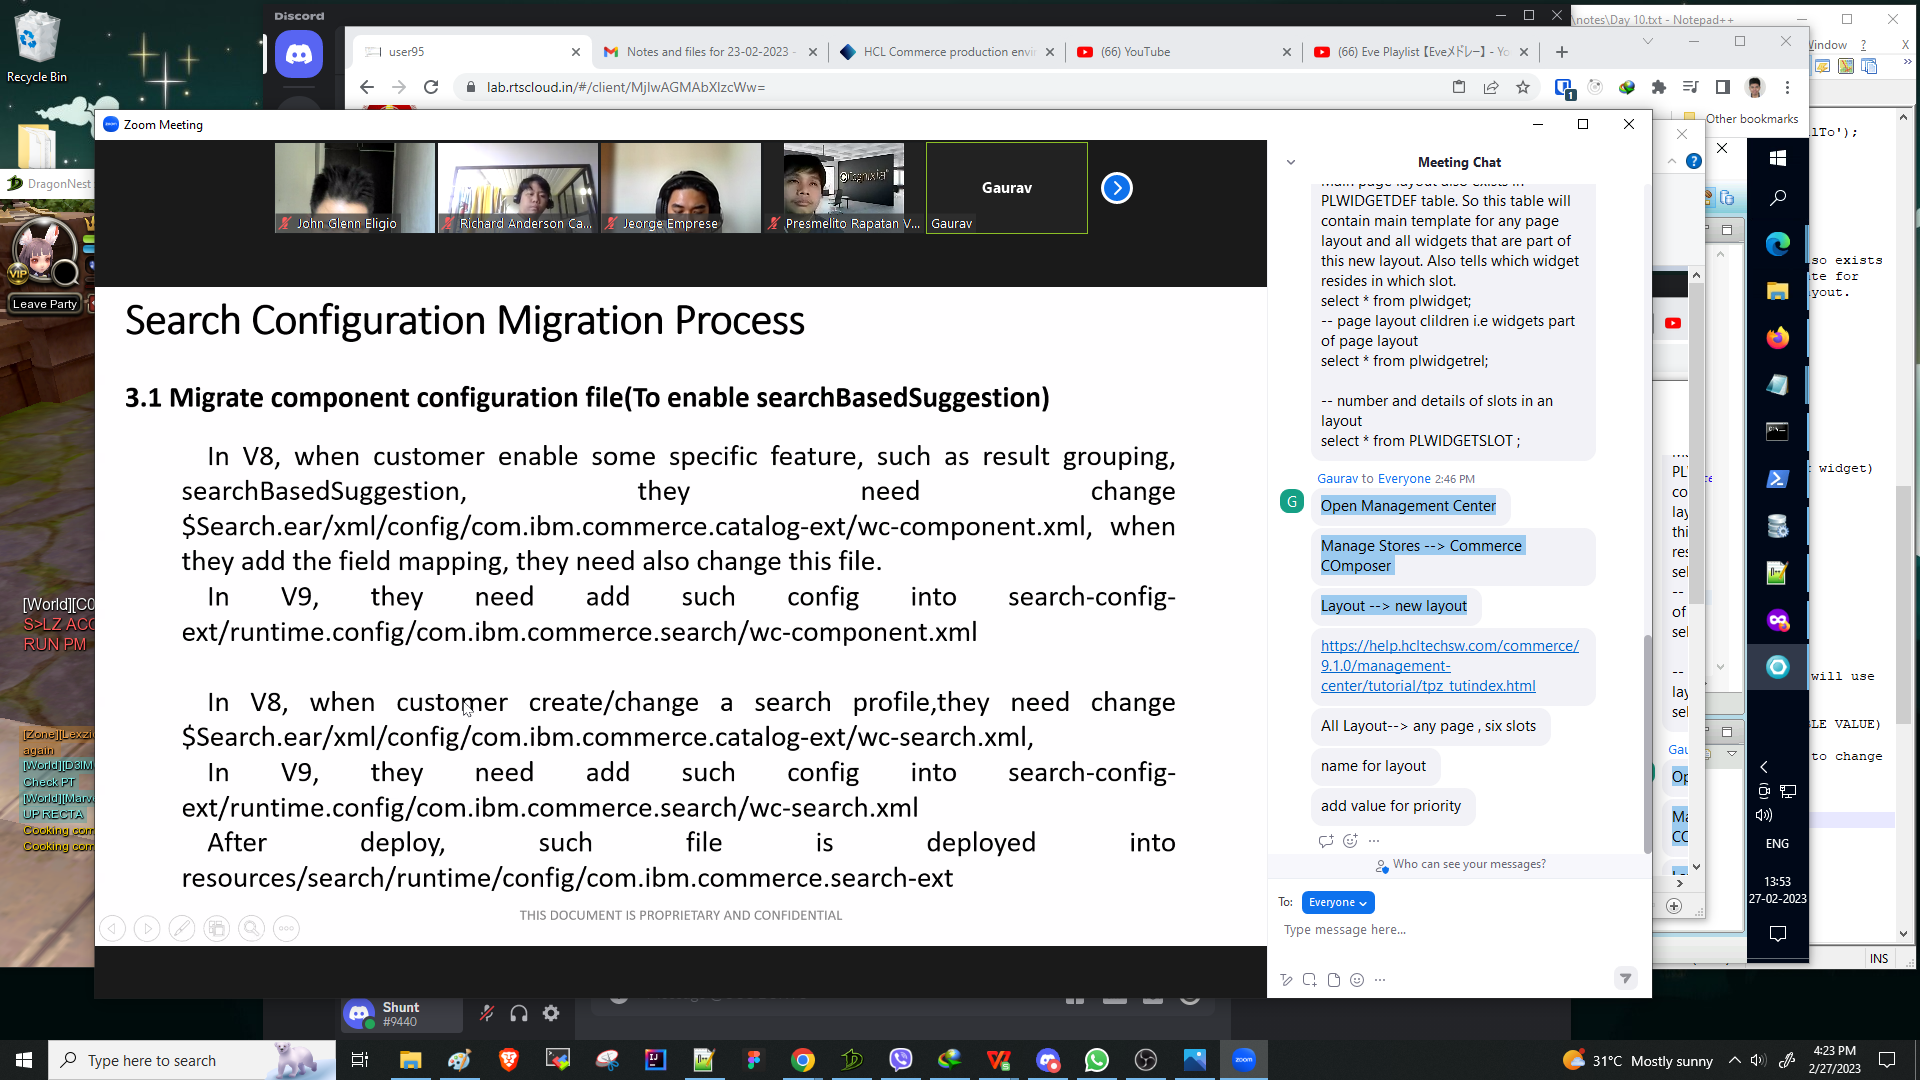 Recycle Bin
Discord
\notes\Day 10.txt - Notepad++
user95
Notes and files for 23-02-2023 -
HCL Commerce production envi
(66) YouTube
(66) Eve Playlist 【Eveメドレー】 - Yo
Window
?
X
lab.rtscloud.in/#/client/
1
Other bookmarks
Zoom Meeting
DragonNest
VIP
Leave Party
John Glenn Eligio
Richard Anderson Ca...
Jeorge Emprese
Presmelito Rapatan V...
Cognixia
Gaurav
Gaurav
Search Configuration Migration Process
3.1 Migrate component configuration file(To enable searchBasedSuggestion)
In V8, when customer enable some specific feature, such as result grouping,
searchBasedSuggestion, they need change
$Search.ear/xml/config/com.ibm.commerce.catalog-ext/wc-component.xml, when
they add the field mapping, they need also change this file.
In V9, they need add such config into search-config-
ext/runtime.config/com.ibm.commerce.search/wc-component.xml
In V8, when customer create/change a search profile,they need change
$Search.ear/xml/config/com.ibm.commerce.catalog-ext/wc-search.xml,
In V9, they need add such config into search-config-
ext/runtime.config/com.ibm.commerce.search/wc-search.xml
After deploy, such file is deployed into
resources/search/runtime/config/com.ibm.commerce.search-ext
THIS DOCUMENT IS PROPRIETARY AND CONFIDENTIAL
Meeting Chat
Main page layout also exists in
PLWIDGETDEF table. So this table will
contain main template for any page
layout and all widgets that are part of
this new layout. Also tells which widget
resides in which slot.
select * from plwidget;
-- page layout clildren i.e widgets part
of page layout
select * from plwidgetrel;
-- number and details of slots in an
layout
select * from PLWIDGETSLOT ;
Gaurav to Everyone 2:46 PM
G
Open Management Center
Manage Stores --> Commerce
COmposer
Layout --> new layout
https://help.hcltechsw.com/commerce/
9.1.0/management-
center/tutorial/tpz_tutindex.html
All Layout--> any page , six slots
name for layout
add value for priority
Who can see your messages?
To: Everyone
Type message here...
[World][C0
S>LZ ACC
RUN PM
[Zone][Lexzi
again
[World][D3IM
Check PT
[World][Marv
UP RECTA
Cooking com
Cooking com
llTo');
so exists
te for
yout.
t widget)
will use
BLE VALUE)
to change
ENG
13:53
27-02-2023
INS
Shunt
#9440
Type here to search
zoom
31°C Mostly sunny
4:23 PM
2/27/2023